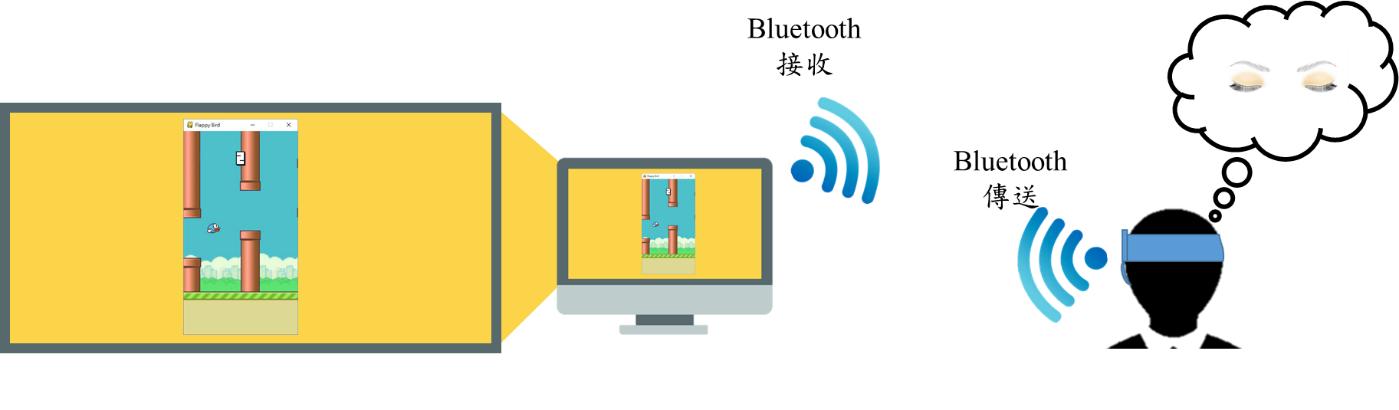 Bluetooth
接收
Bluetooth
傳送
Flappy Bird